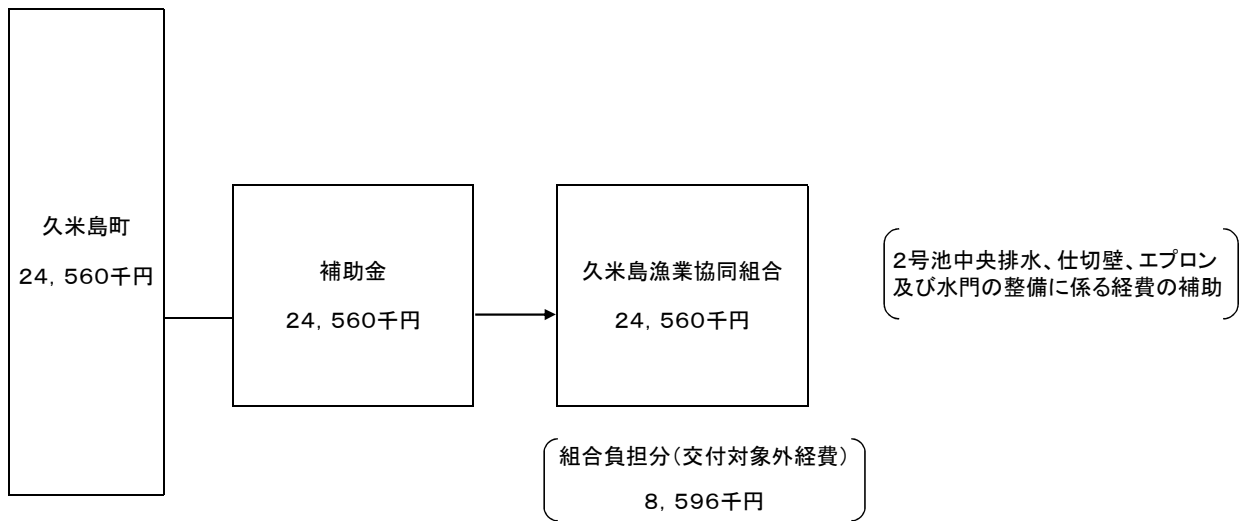 久米島町
24,560千円
補助金
24,560千円
久米島漁業協同組合
24,560千円
2号池中央排水、仕切壁、エプロン
及び水門の整備に係る経費の補助
組合負担分(交付対象外経費)
8,596千円